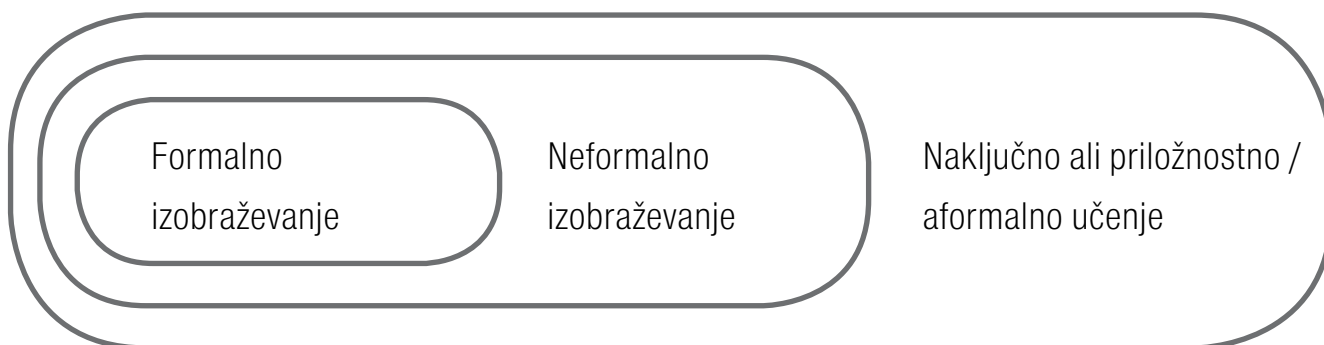 Formalno
izobraževanje
Neformalno
izobraževanje
Naključno ali priložnostno /
aformalno učenje